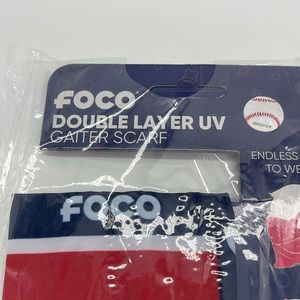 FOCO
DOUBLE LAYER UV
GAITER SCARF
ENDLESS
TO WE
FOCO